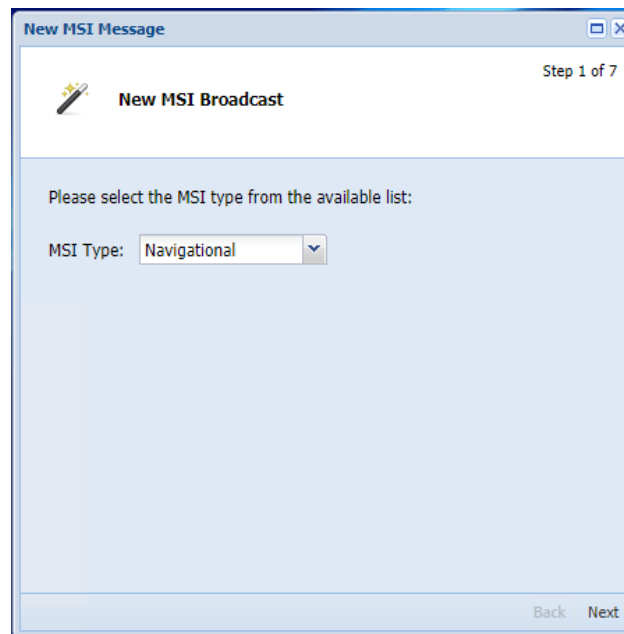 New MSI Message
Step 1 of 7
New MSI Broadcast
Please select the MSI type from the available list:
MSI Type: Navigational
Back Next